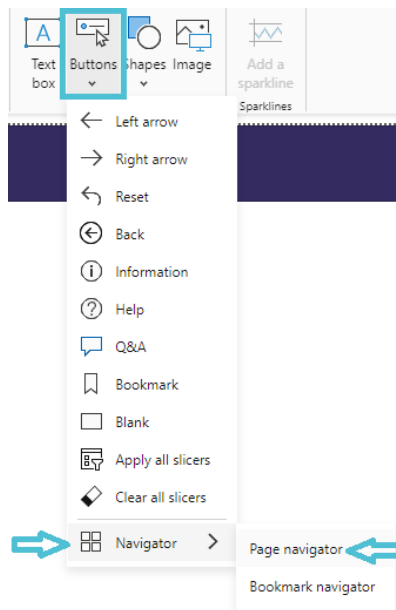 A
Text
box
Buttons
Shapes
Image
Add a
sparkline
Sparklines
Left arrow
Right arrow
Reset
Back
Information
Help
Q&A
Bookmark
Blank
Apply all slicers
Clear all slicers
Navigator
Page navigator
Bookmark navigator